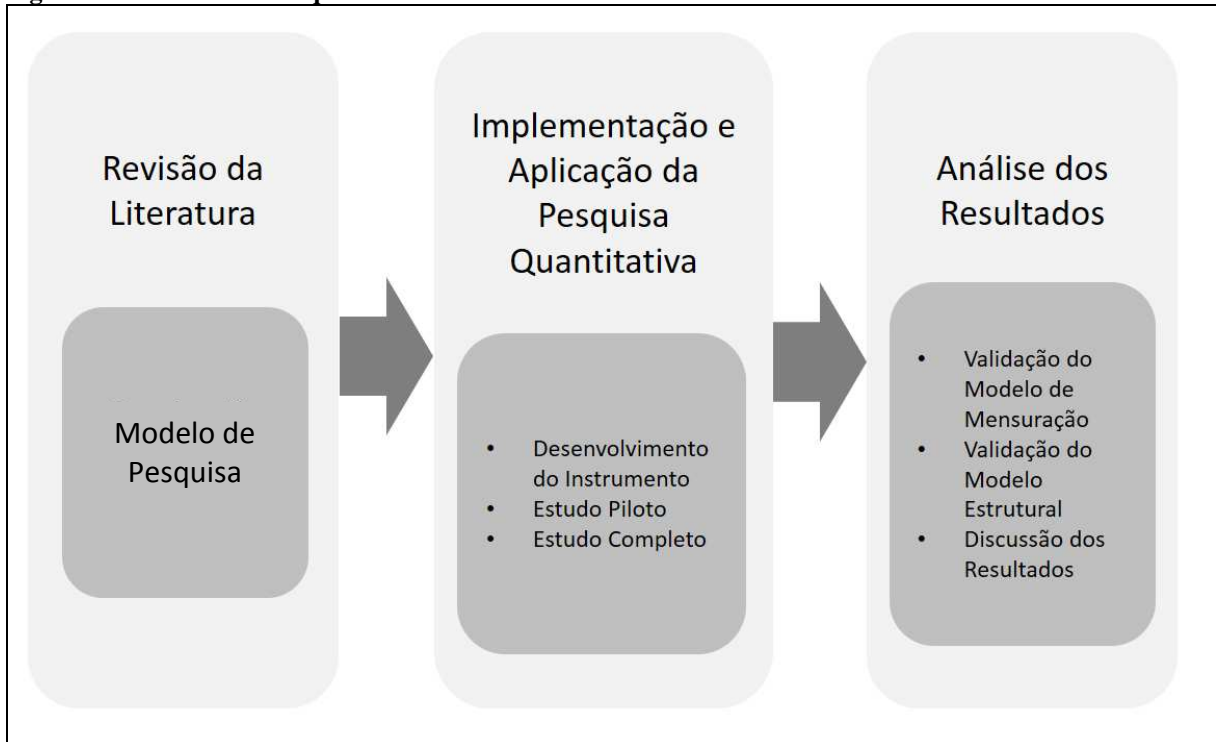 Revisão da
Literatura
Modelo de
Pesquisa
Implementação e
Aplicação da
Pesquisa
Quantitativa
• Desenvolvimento
do Instrumento
• Estudo Piloto
• Estudo Completo
Análise dos
Resultados
• Validação do
Modelo de
Mensuração
• Validação do
Modelo
Estrutural
• Discussão dos
Resultados